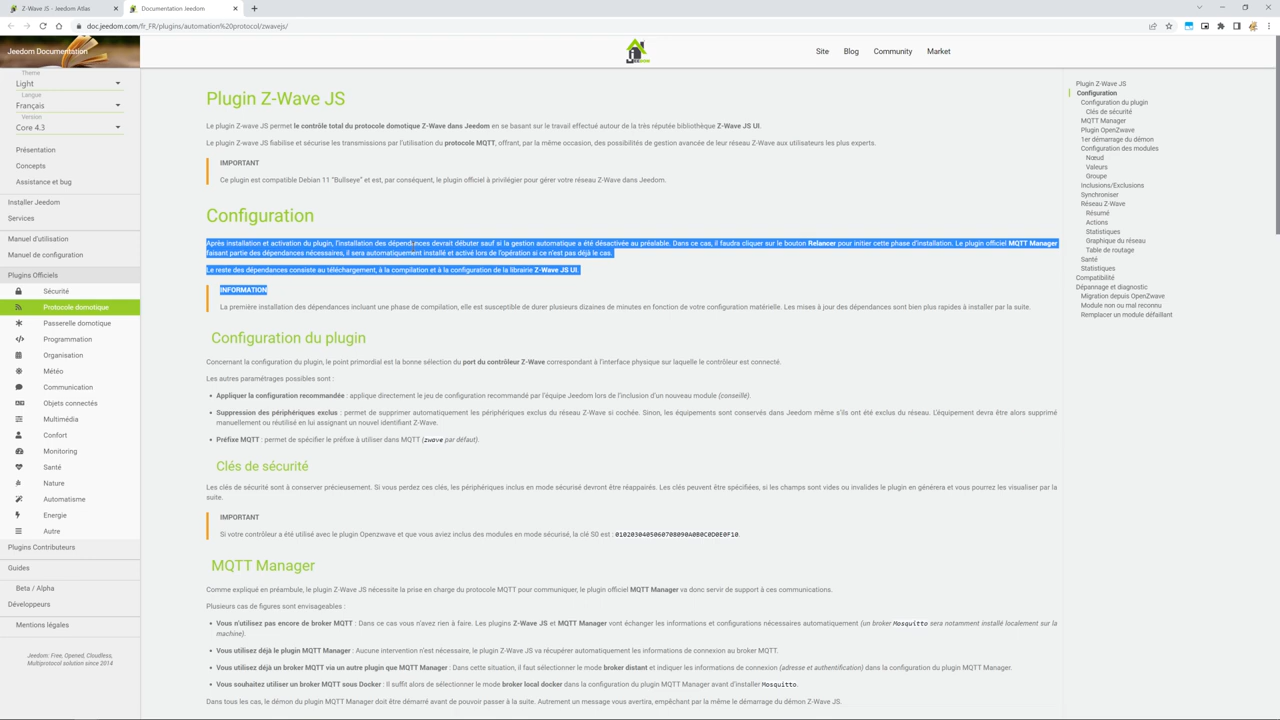 Z-Wave JS - Jeedom Atlas
Documentation Jeedom
doc.jeedom.com/fr_FR/plugins/automation%20protocol/zwavejs/
Jeedom Documentation
Theme
Light
Langue
Français
Version
Core 4.3
Présentation
Concepts
Assistance et bug
Installer Jeedom
Services
Manuel d'utilisation
Manuel de configuration
Plugins Officiels
Sécurité
Protocole domotique
Passerelle domotique
Programmation
Organisation
Météo
Communication
Objets connectés
Multimédia
Confort
Monitoring
Santé
Nature
Automatisme
Energie
Autre
Plugins Contributeurs
Guides
Beta / Alpha
Développeurs
Mentions légales
Jeedom: Free, Opened, Cloudless,
Multiprotocol solution since 2014
JEEDOM
Site
Blog
Community
Market
Plugin Z-Wave JS
Le plugin Z-wave JS permet le contrôle total du protocole domotique Z-Wave dans Jeedom en se basant sur le travail effectué autour de la très réputée bibliothèque Z-Wave JS UI.
Le plugin Z-wave JS fiabilise et sécurise les transmissions par l'utilisation du protocole MQTT, offrant, par la même occasion, des possibilités de gestion avancée de leur réseau Z-Wave aux utilisateurs les plus experts.
IMPORTANT
Ce plugin est compatible Debian 11 "Bullseye" et est, par conséquent, le plugin officiel à privilégier pour gérer votre réseau Z-Wave dans Jeedom.
Configuration
Après installation et activation du plugin, l'installation des dépendances devrait débuter sauf si la gestion automatique a été désactivée au préalable. Dans ce cas, il faudra cliquer sur le bouton Relancer pour initier cette phase d'installation. Le plugin officiel MQTT Manager
faisant partie des dépendances nécessaires, il sera automatiquement installé et activé lors de l'opération si ce n'est pas déjà le cas.
Le reste des dépendances consiste au téléchargement, à la compilation et à la configuration de la librairie Z-Wave JS UI.
INFORMATION
La première installation des dépendances incluant une phase de compilation, elle est susceptible de durer plusieurs dizaines de minutes en fonction de votre configuration matérielle. Les mises à jour des dépendances sont bien plus rapides à installer par la suite.
Configuration du plugin
Concernant la configuration du plugin, le point primordial est la bonne sélection du port du contrôleur Z-Wave correspondant à l'interface physique sur laquelle le contrôleur est connecté.
Les autres paramétrages possibles sont :
• Appliquer la configuration recommandée : applique directement le jeu de configuration recommandé par l'équipe Jeedom lors de l'inclusion d'un nouveau module (conseillé).
• Suppression des périphériques exclus : permet de supprimer automatiquement les périphériques exclus du réseau Z-Wave si cochée. Sinon, les équipements sont conservés dans Jeedom même s'ils ont été exclus du réseau. L'équipement devra être alors supprimé
manuellement ou réutilisé en lui assignant un nouvel identifiant Z-Wave.
• Préfixe MQTT : permet de spécifier le préfixe à utiliser dans MQTT (zwave par défaut).
Clés de sécurité
Les clés de sécurité sont à conserver précieusement. Si vous perdez ces clés, les périphériques inclus en mode sécurisé devront être réappairés. Les clés peuvent être spécifiées, si les champs sont vides ou invalides le plugin en générera et vous pourrez les visualiser par la
suite.
IMPORTANT
Si votre contrôleur a été utilisé avec le plugin Openzwave et que vous aviez inclus des modules en mode sécurisé, la clé S0 est : 0102030405060708090A0B0C0D0E0F10.
MQTT Manager
Comme expliqué en préambule, le plugin Z-Wave JS nécessite la prise en charge du protocole MQTT pour communiquer, le plugin officiel MQTT Manager va donc servir de support à ces communications.
Plusieurs cas de figures sont envisageables :
• Vous n'utilisez pas encore de broker MQTT : Dans ce cas vous n'avez rien à faire. Les plugins Z-Wave JS et MQTT Manager vont échanger les informations et configurations nécessaires automatiquement (un broker Mosquitto sera notamment installé localement sur la
machine).
• Vous utilisez déjà le plugin MQTT Manager : Aucune intervention n'est nécessaire, le plugin Z-Wave JS va récupérer automatiquement les informations de connexion au broker MQTT.
• Vous utilisez déjà un broker MQTT via un autre plugin que MQTT Manager : Dans cette situation, il faut sélectionner le mode broker distant et indiquer les informations de connexion (adresse et authentification) dans la configuration du plugin MQTT Manager.
• Vous souhaitez utiliser un broker MQTT sous Docker : Il suffit alors de sélectionner le mode broker local docker dans la configuration du plugin MQTT Manager avant d'installer Mosquitto.
Dans tous les cas, le démon du plugin MQTT Manager doit être démarré avant de pouvoir passer à la suite. Autrement un message vous avertira, empêchant par la même le démarrage du démon Z-Wave JS.
Plugin Z-Wave JS
Configuration
Configuration du plugin
Clés de sécurité
MQTT Manager
Plugin OpenZwave
1er démarrage du démon
Configuration des modules
Nœud
Valeurs
Groupe
Inclusions/Exclusions
Synchroniser
Réseau Z-Wave
Résumé
Actions
Statistiques
Graphique du réseau
Table de routage
Santé
Statistiques
Compatibilité
Dépannage et diagnostic
Migration depuis OpenZwave
Module non ou mal reconnu
Remplacer un module défaillant